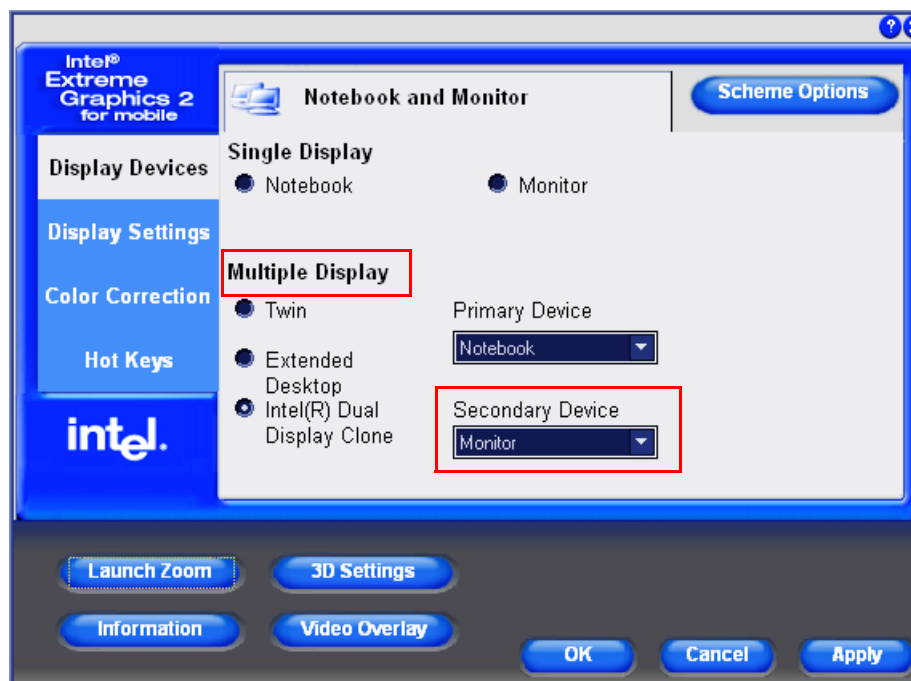 ?
Intel®
Extreme
Graphics 2
for mobile
Notebook and Monitor
Scheme Options
Display Devices
Display Settings
Color Correction
Hot Keys
intel.
Single Display
Notebook
Monitor
Multiple Display
Twin
Extended
Desktop
Intel(R) Dual
Display Clone
Primary Device
Notebook
Secondary Device
Monitor
Launch Zoom
3D Settings
Information
Video Overlay
OK
Cancel
Apply